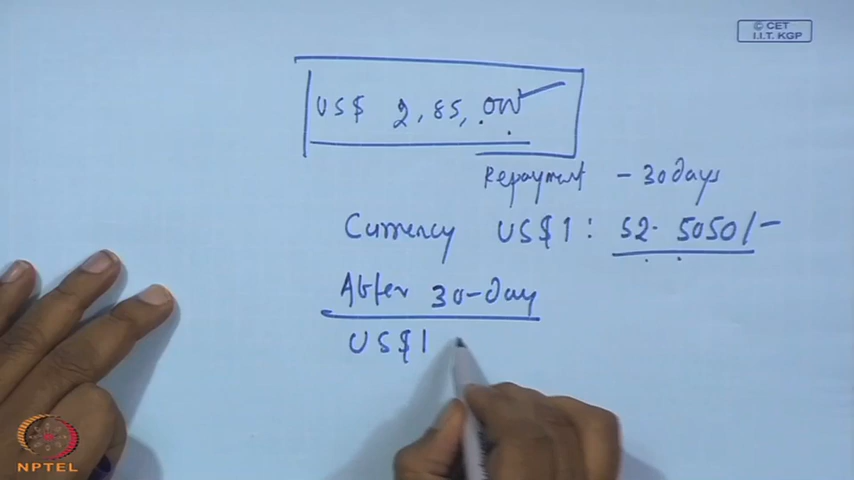 © CET
I.I.T. KGP
US$ 2,85,000
Repayment - 30 days
Currency US$1 : 52.5050/-
After 30-day
US$1
NPTEL